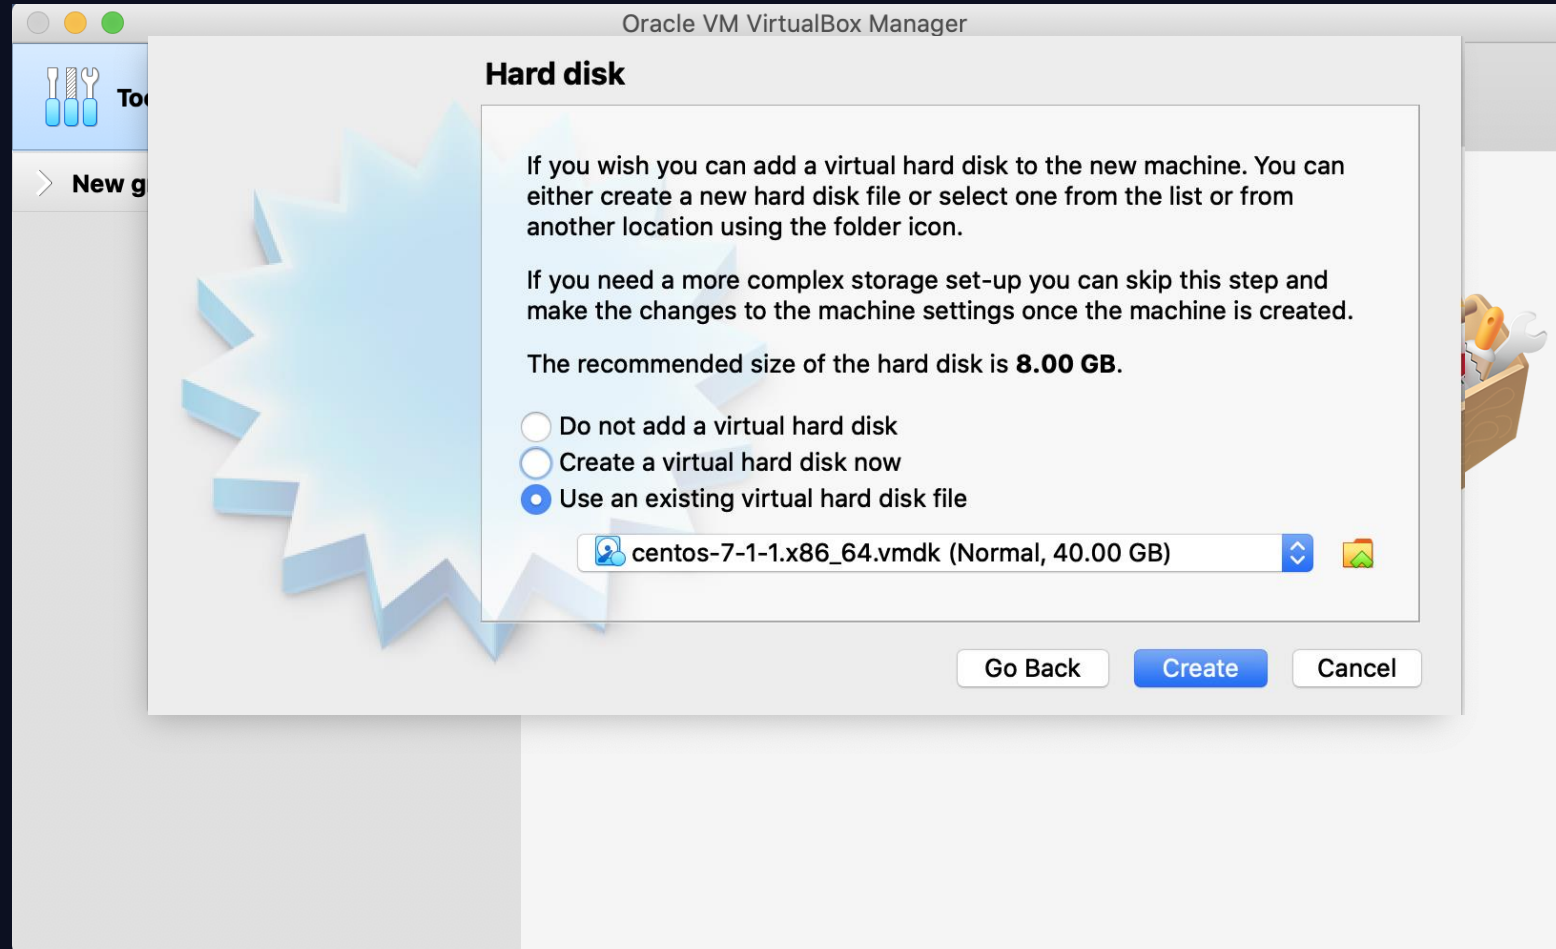 Oracle VM VirtualBox Manager
Hard disk
New
If you wish you can add a virtual hard disk to the new machine. You can
either create a new hard disk file or select one from the list or from
another location using the folder icon.
If you need a more complex storage set-up you can skip this step and
make the changes to the machine settings once the machine is created.
The recommended size of the hard disk is 8.00 GB.
Do not add a virtual hard disk
Create a virtual hard disk now
Use an existing virtual hard disk file
centos-7-1-1.x86_64.vmdk (Normal, 40.00 GB)
Go Back
Create
Cancel